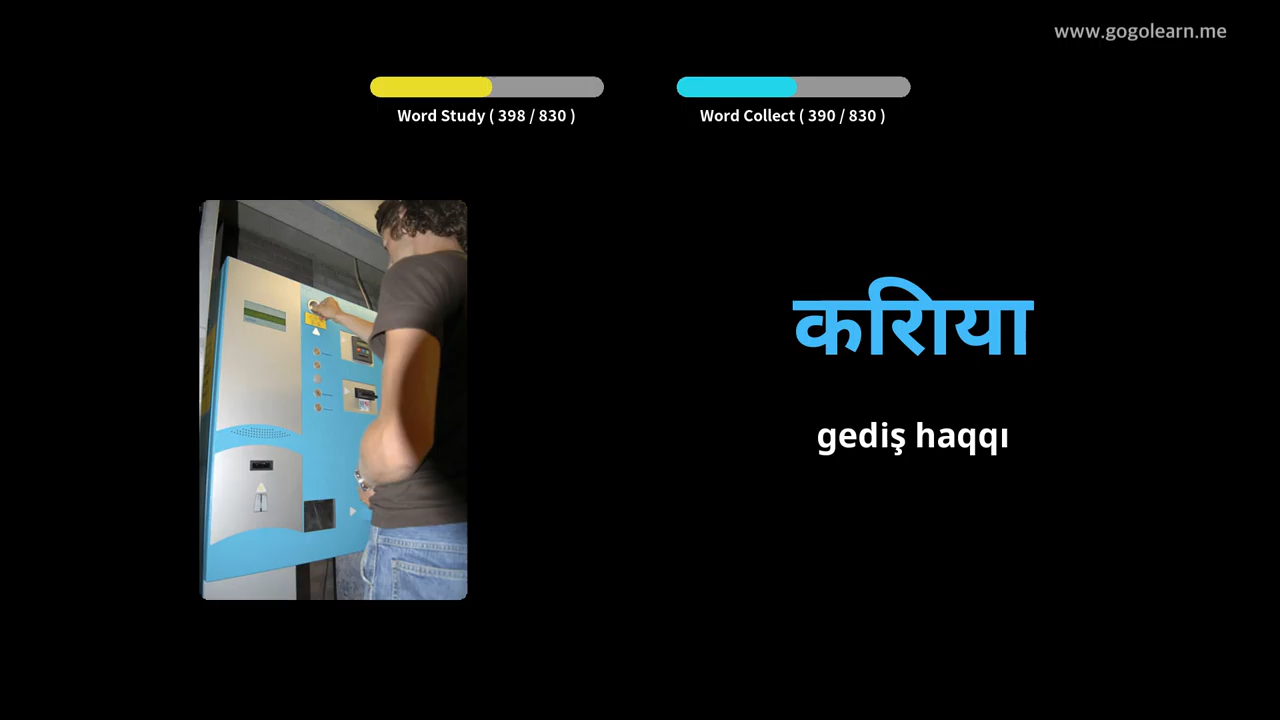 www.gogolearn.me
Word Study ( 398 / 830 )
Word Collect ( 390 / 830 )
करिाया
gediş haqqı